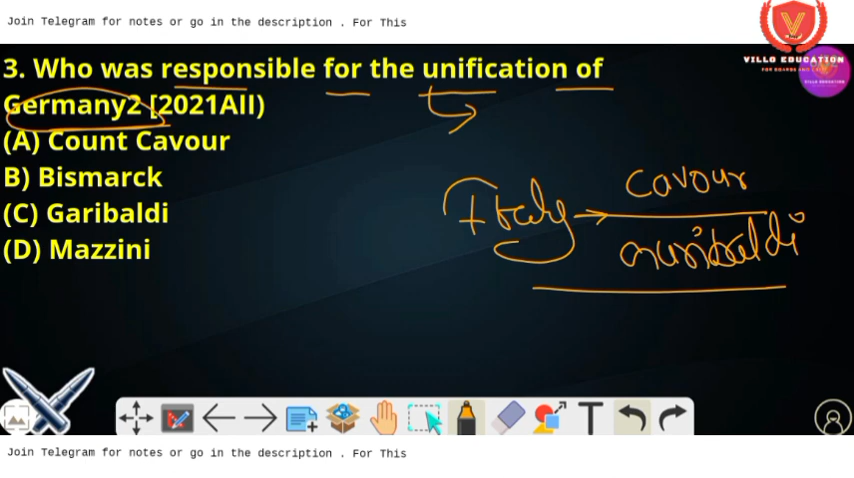 Join Telegram for notes or go in the description . For This
VILLO EDUCATION
3. Who was responsible for the unification of
Germany2 [2021AII)
(A) Count Cavour
B) Bismarck
(C) Garibaldi
(D) Mazzini
Italy → cavour
Join Telegram for notes or go in the description . For This